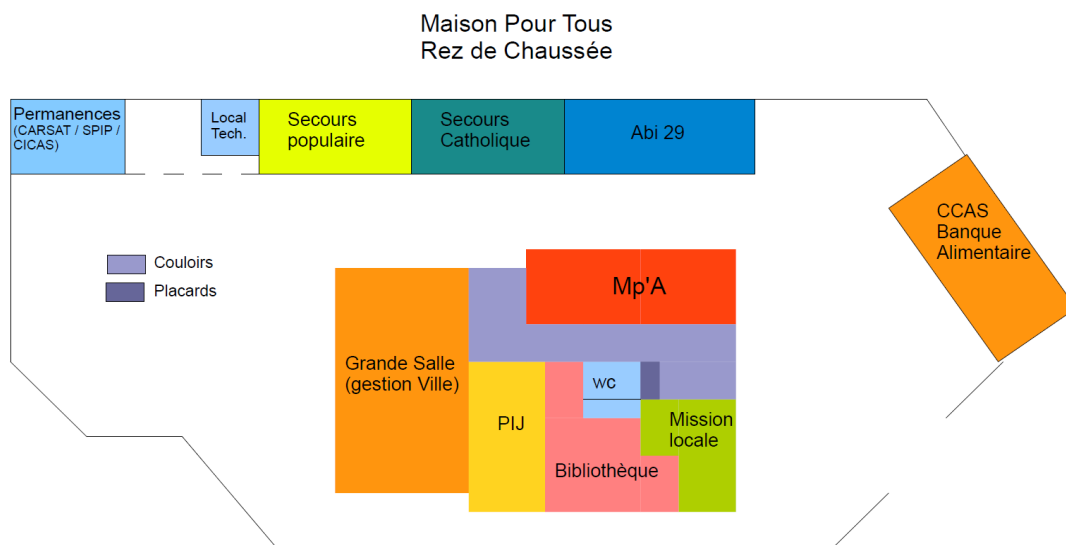 Maison Pour Tous
Rez de Chaussée
Permanences
(CARSAT / SPIP /
CICAS)
Local
Tech.
Secours
populaire
Secours
Catholique
Abi 29
CCAS
Banque
Alimentaire
Couloirs
Placards
Mp'A
Grande Salle
(gestion Ville)
wc
PIJ
Mission
locale
Bibliothèque